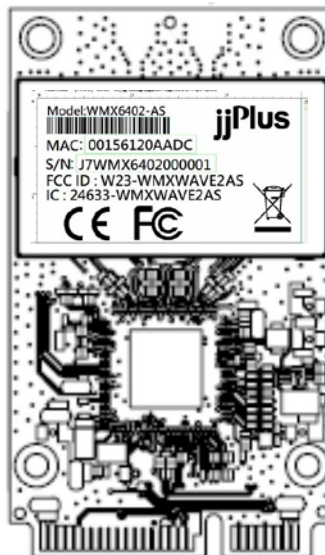 Model:WMX6402-AS
jjPlus
MAC: 00156120AADC
S/N: J7WMX6402000001
FCC ID : W23-WMXWAVE2AS
IC : 24633-WMXWAVE2AS
CE FC